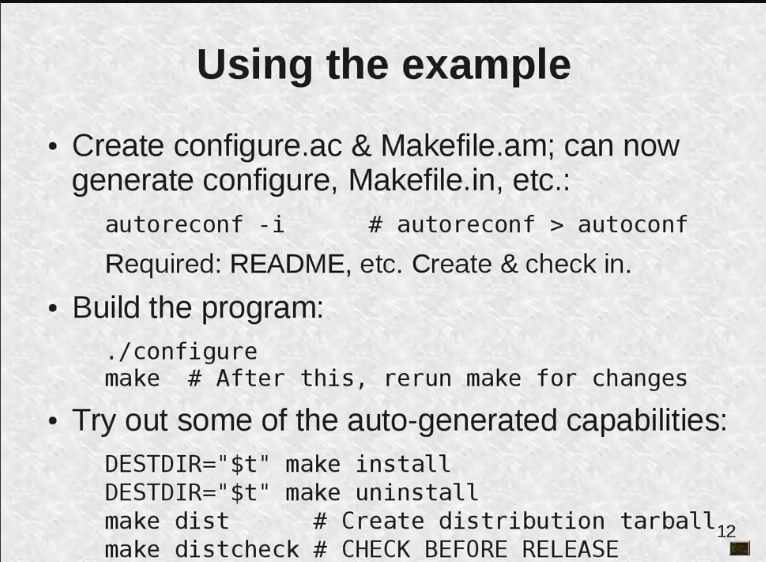 Using the example
• Create configure.ac & Makefile.am; can now
generate configure, Makefile.in, etc.:
autoreconf -i      # autoreconf > autoconf
Required: README, etc. Create & check in.
• Build the program:
./configure
make  # After this, rerun make for changes
• Try out some of the auto-generated capabilities:
DESTDIR="$t" make install
DESTDIR="$t" make uninstall
make dist      # Create distribution tarball
make distcheck # CHECK BEFORE RELEASE
12